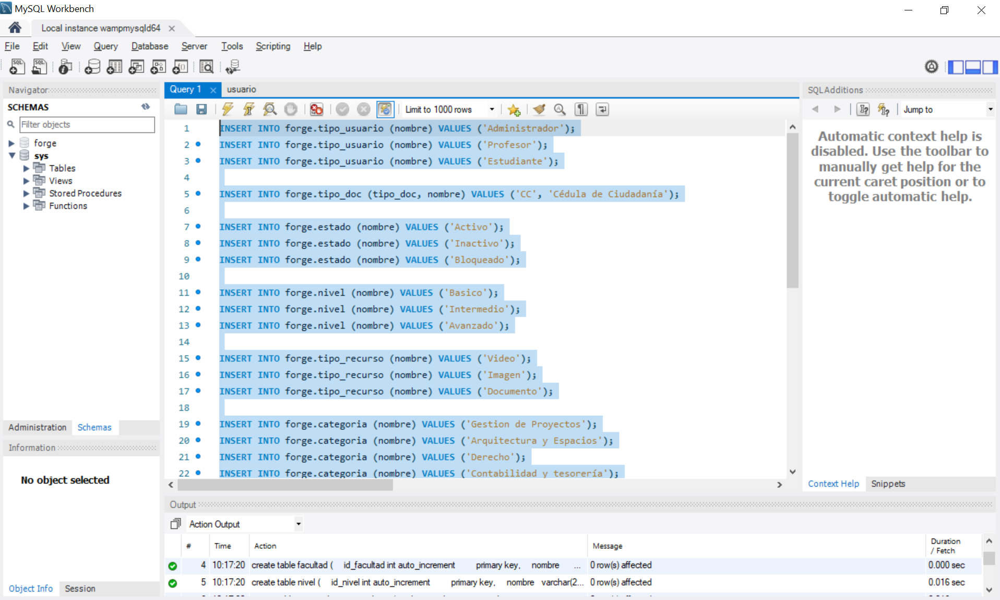 MySQL Workbench
Local instance wampmysqld64
File Edit View Query Database Server Tools Scripting Help
Navigator
SCHEMAS
Filter objects
forge
sys
Tables
Views
Stored Procedures
Functions
Administration Schemas
Information
No object selected
Object Info Session
Query 1 usuario
Limit to 1000 rows
1 INSERT INTO forge.tipo_usuario (nombre) VALUES ('Administrador');
2 INSERT INTO forge.tipo_usuario (nombre) VALUES ('Profesor');
3 INSERT INTO forge.tipo_usuario (nombre) VALUES ('Estudiante');
4
5 INSERT INTO forge.tipo_doc (tipo_doc, nombre) VALUES ('CC', 'Cédula de Ciudadanía');
6
7 INSERT INTO forge.estado (nombre) VALUES ('Activo');
8 INSERT INTO forge.estado (nombre) VALUES ('Inactivo');
9 INSERT INTO forge.estado (nombre) VALUES ('Bloqueado');
10
11 INSERT INTO forge.nivel (nombre) VALUES ('Basico');
12 INSERT INTO forge.nivel (nombre) VALUES ('Intermedio');
13 INSERT INTO forge.nivel (nombre) VALUES ('Avanzado');
14
15 INSERT INTO forge.tipo_recurso (nombre) VALUES ('Video');
16 INSERT INTO forge.tipo_recurso (nombre) VALUES ('Imagen');
17 INSERT INTO forge.tipo_recurso (nombre) VALUES ('Documento');
18
19 INSERT INTO forge.categoria (nombre) VALUES ('Gestion de Proyectos');
20 INSERT INTO forge.categoria (nombre) VALUES ('Arquitectura y Espacios');
21 INSERT INTO forge.categoria (nombre) VALUES ('Derecho');
22 INSERT INTO forge.categoria (nombre) VALUES ('Contabilidad y tesorería');
SQLAdditions
Jump to
Automatic context help is
disabled. Use the toolbar to
manually get help for the
current caret position or to
toggle automatic help.
Context Help Snippets
Output
Action Output
# Time Action Message Duration / Fetch
4 10:17:20 create table facultad ( id_facultad int auto_increment primary key, nombre ... 0 row(s) affected 0.000 sec
5 10:17:20 create table nivel ( id_nivel int auto_increment primary key, nombre varchar(2... 0 row(s) affected 0.016 sec